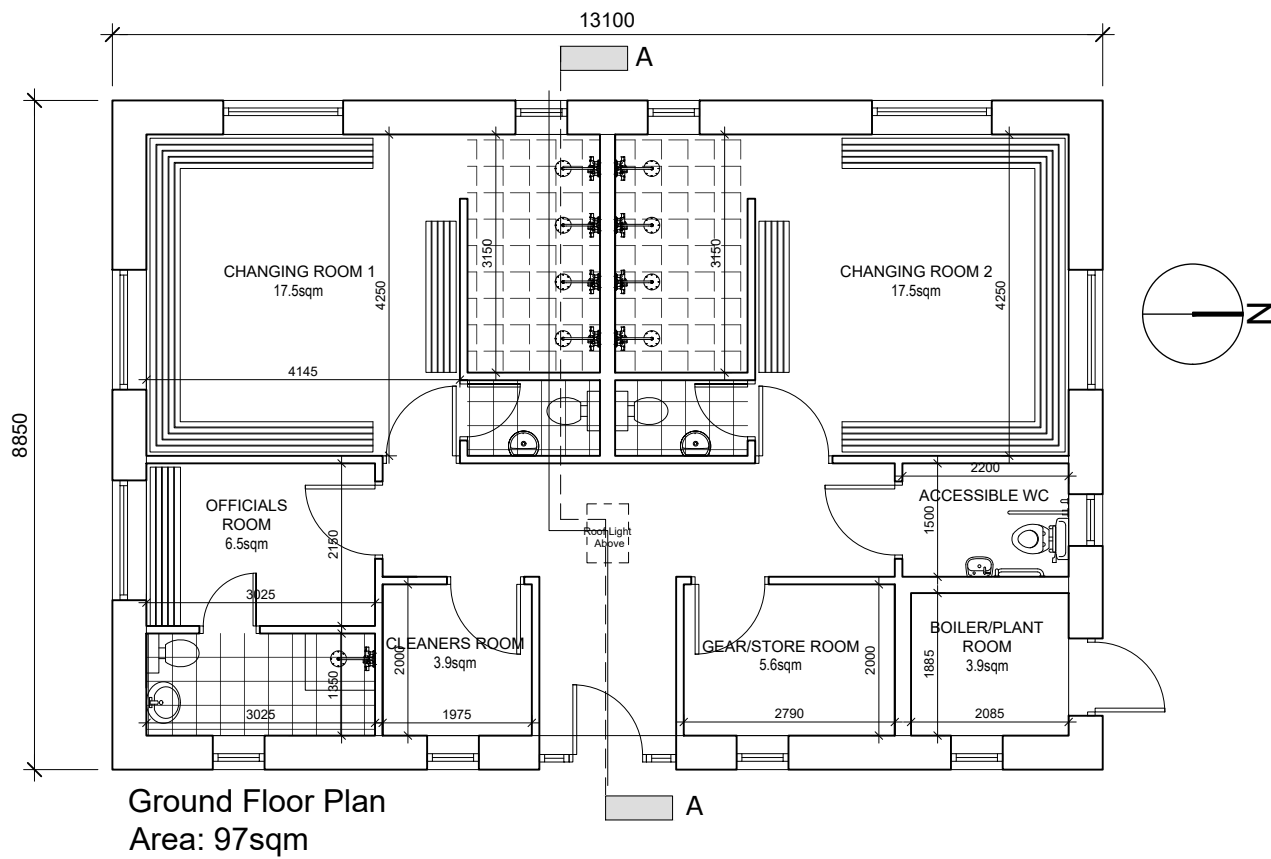 13100
A
8850
3150
3150
CHANGING ROOM 1
17.5sqm
4250
CHANGING ROOM 2
17.5sqm
4250
N
4145
2200
ACCESSIBLE WC
1500
OFFICIALS
ROOM
6.5sqm
2150
Roof Light
Above
3025
CLEANERS ROOM
3.9sqm
2000
GEAR/STORE ROOM
5.6sqm
2000
BOILER/PLANT
ROOM
3.9sqm
1885
1350
3025
1975
2790
2085
A
Ground Floor Plan
Area: 97sqm